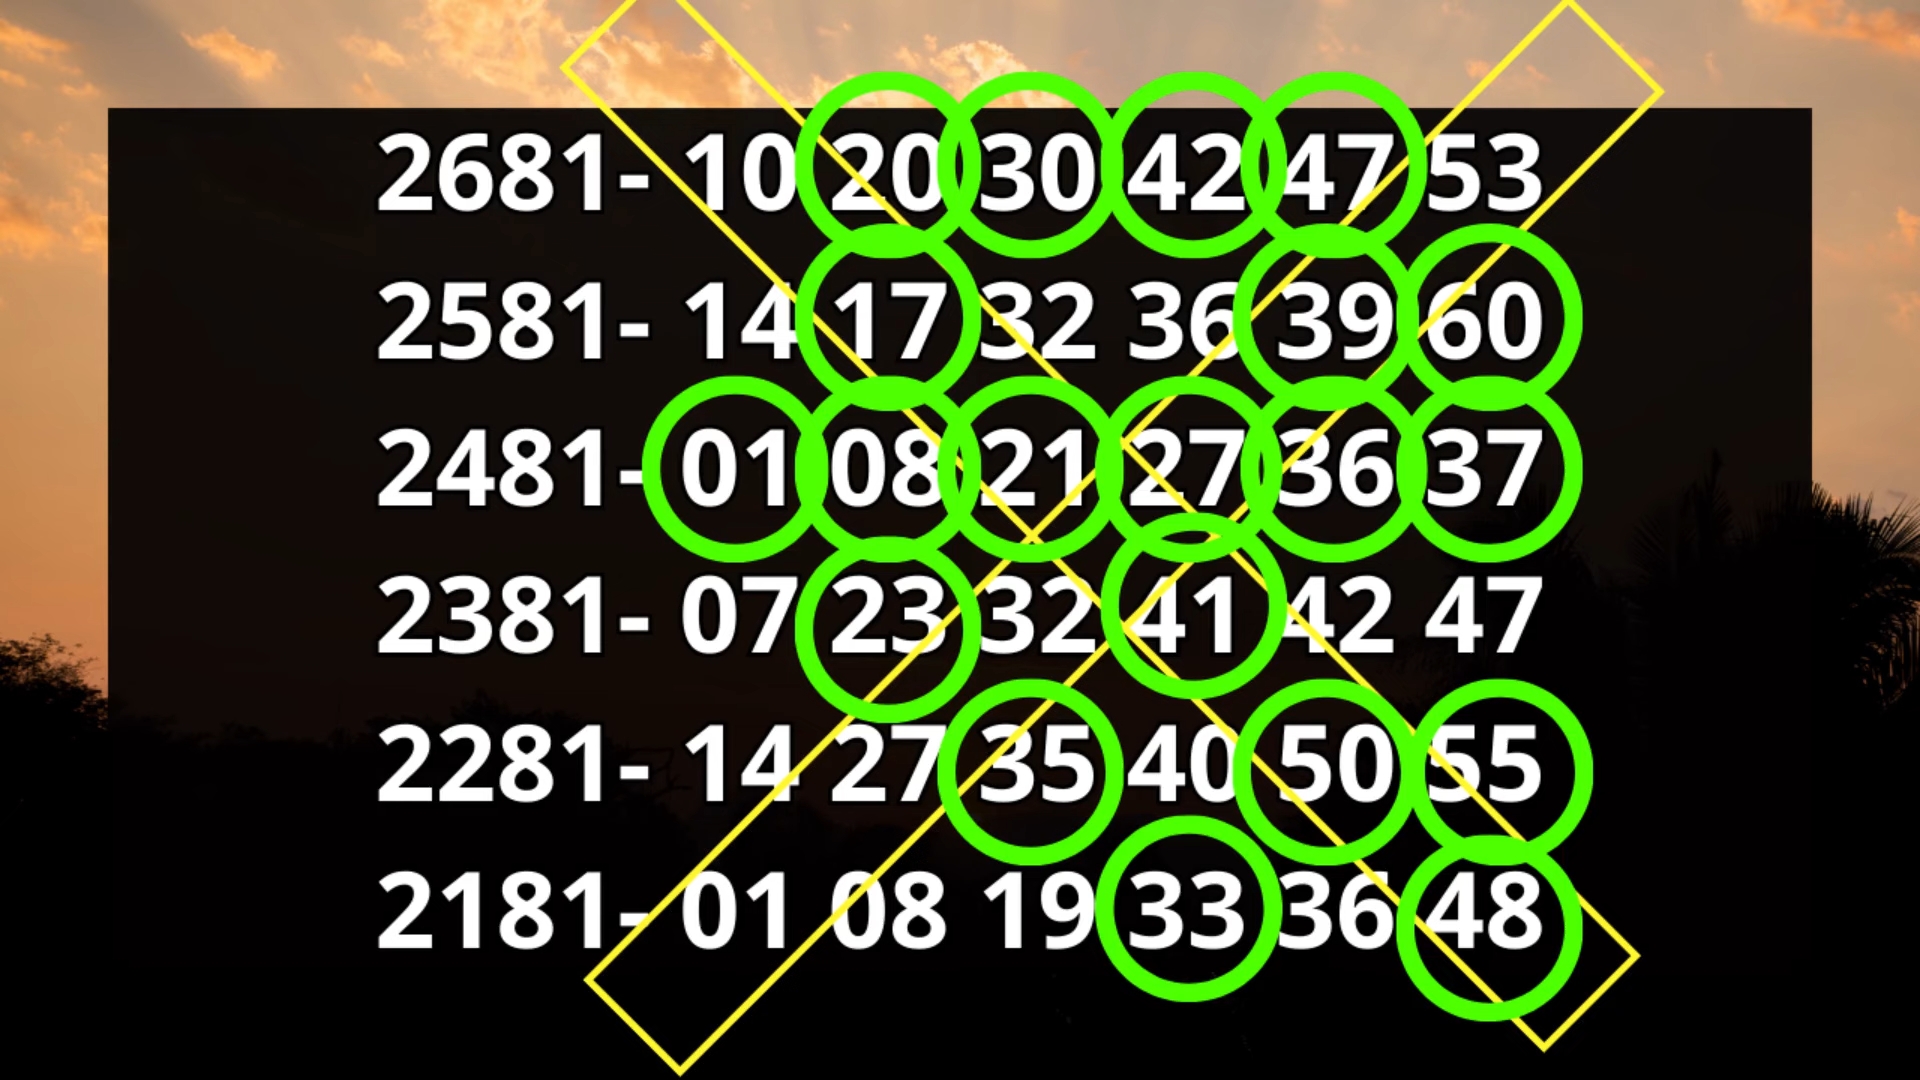 2681- 10 20 30 42 47 53
2581- 14 17 32 36 39 60
2481- 01 08 21 27 36 37
2381- 07 23 32 41 42 47
2281- 14 27 35 40 50 55
2181- 01 08 19 33 36 48